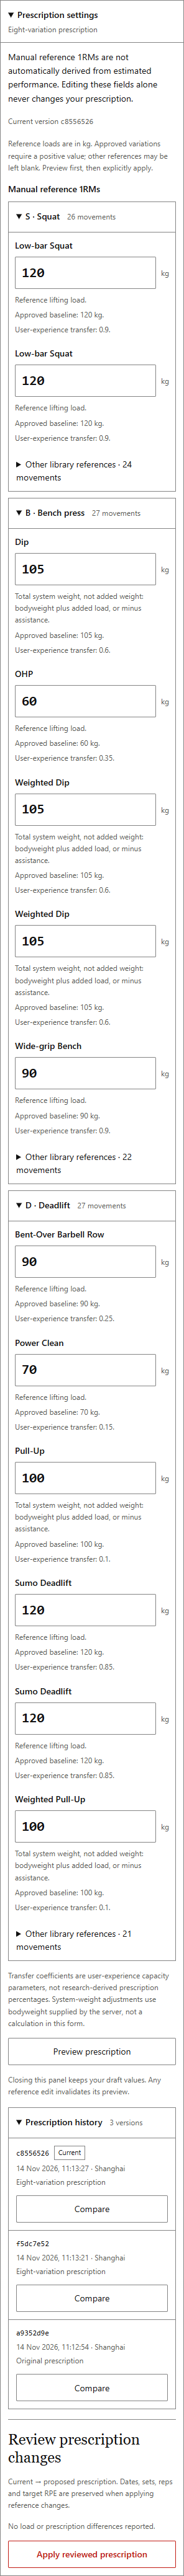 ▼ Prescription settings
Eight-variation prescription
Manual reference 1RMs are not
automatically derived from estimated
performance. Editing these fields alone
never changes your prescription.
Current version c8556526
Reference loads are in kg. Approved variations
require a positive value; other references may be
left blank. Preview first, then explicitly apply.
Manual reference 1RMs
▼ S · Squat 26 movements
Low-bar Squat
120 kg
Reference lifting load.
Approved baseline: 120 kg.
User-experience transfer: 0.9.
Low-bar Squat
120 kg
Reference lifting load.
Approved baseline: 120 kg.
User-experience transfer: 0.9.
▶ Other library references · 24
movements
▼ B · Bench press 27 movements
Dip
105 kg
Total system weight, not added weight:
bodyweight plus added load, or minus
assistance.
Approved baseline: 105 kg.
User-experience transfer: 0.6.
OHP
60 kg
Reference lifting load.
Approved baseline: 60 kg.
User-experience transfer: 0.35.
Weighted Dip
105 kg
Total system weight, not added weight:
bodyweight plus added load, or minus
assistance.
Approved baseline: 105 kg.
User-experience transfer: 0.6.
Weighted Dip
105 kg
Total system weight, not added weight:
bodyweight plus added load, or minus
assistance.
Approved baseline: 105 kg.
User-experience transfer: 0.6.
Wide-grip Bench
90 kg
Reference lifting load.
Approved baseline: 90 kg.
User-experience transfer: 0.9.
▶ Other library references · 22
movements
▼ D · Deadlift 27 movements
Bent-Over Barbell Row
90 kg
Reference lifting load.
Approved baseline: 90 kg.
User-experience transfer: 0.25.
Power Clean
70 kg
Reference lifting load.
Approved baseline: 70 kg.
User-experience transfer: 0.15.
Pull-Up
100 kg
Total system weight, not added weight:
bodyweight plus added load, or minus
assistance.
Approved baseline: 100 kg.
User-experience transfer: 0.1.
Sumo Deadlift
120 kg
Reference lifting load.
Approved baseline: 120 kg.
User-experience transfer: 0.85.
Sumo Deadlift
120 kg
Reference lifting load.
Approved baseline: 120 kg.
User-experience transfer: 0.85.
Weighted Pull-Up
100 kg
Total system weight, not added weight:
bodyweight plus added load, or minus
assistance.
Approved baseline: 100 kg.
User-experience transfer: 0.1.
▶ Other library references · 21
movements
Transfer coefficients are user-experience capacity
parameters, not research-derived prescription
percentages. System-weight adjustments use
bodyweight supplied by the server, not a
calculation in this form.
Preview prescription
Closing this panel keeps your draft values. Any
reference edit invalidates its preview.
▼ Prescription history 3 versions
c8556526 Current
14 Nov 2026, 11:13:27 · Shanghai
Eight-variation prescription
Compare
f5dc7e52
14 Nov 2026, 11:13:21 · Shanghai
Eight-variation prescription
Compare
a9352d9e
14 Nov 2026, 11:12:54 · Shanghai
Original prescription
Compare
Review prescription
changes
Current → proposed prescription. Dates, sets, reps
and target RPE are preserved when applying
reference changes.
No load or prescription differences reported.
Apply reviewed prescription